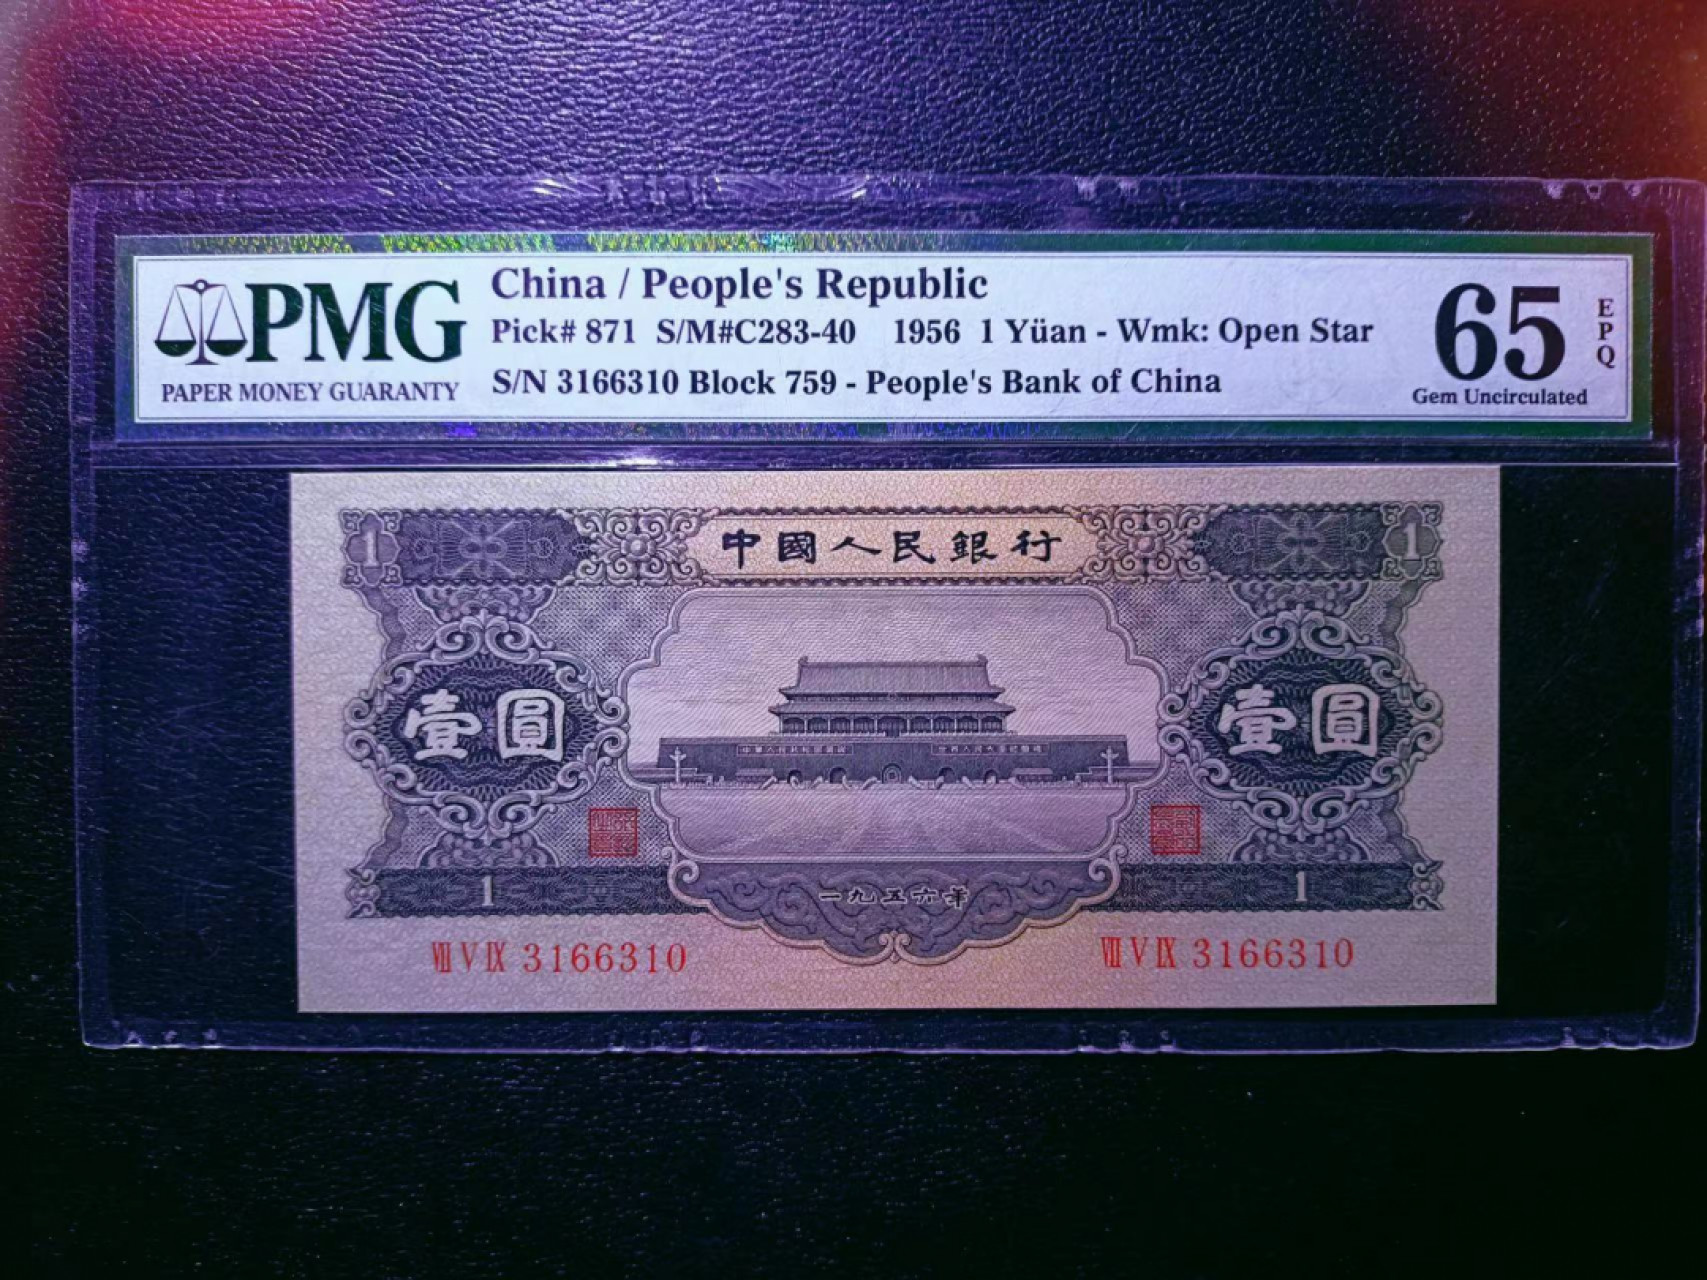 PMG
PAPER MONEY GUARANTY
China / People's Republic
Pick# 871 S/M#C283-40 1956 1 Yüan - Wmk: Open Star
S/N 3166310 Block 759 - People's Bank of China
65
EPQ
Gem Uncirculated
1 中國人民銀行 1
壹圓 壹圓
1 一九五六年 1
Ⅶ Ⅴ Ⅸ 3166310 Ⅶ Ⅴ Ⅸ 3166310